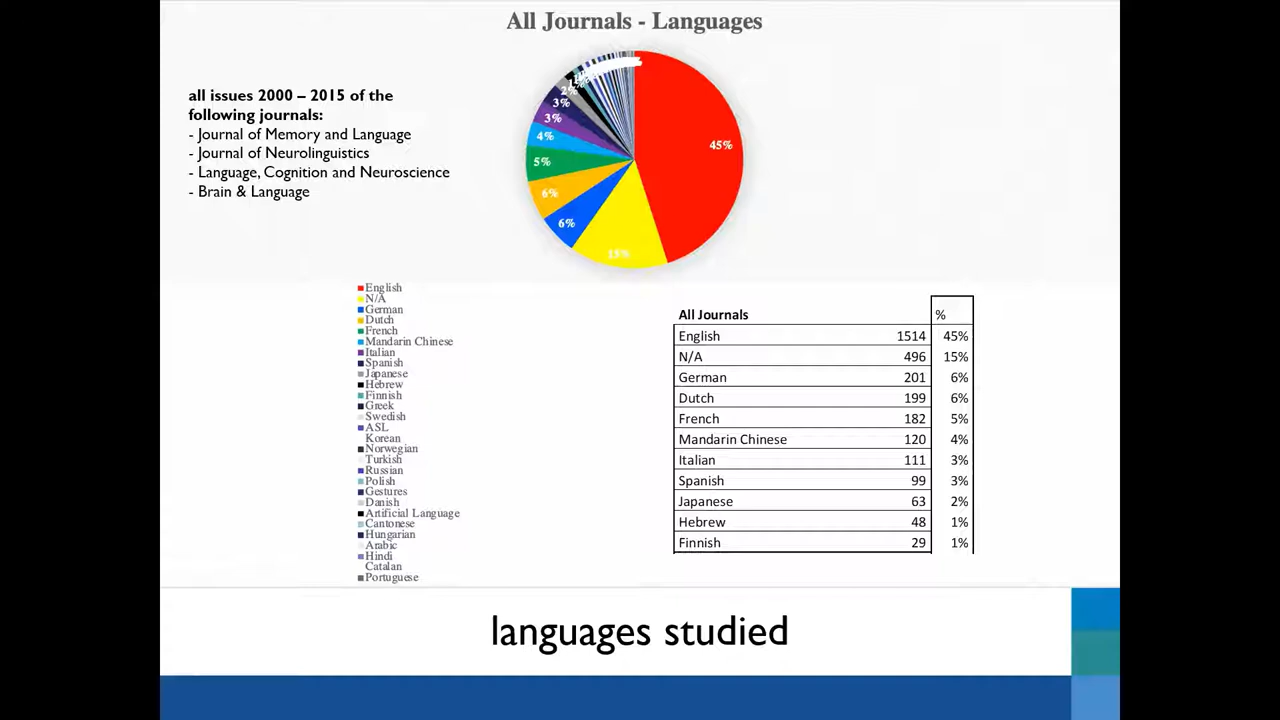 All Journals - Languages
all issues 2000 – 2015 of the
following journals:
- Journal of Memory and Language
- Journal of Neurolinguistics
- Language, Cognition and Neuroscience
- Brain & Language
45%
15%
6%
6%
5%
4%
3%
3%
2%
English
N/A
German
Dutch
French
Mandarin Chinese
Italian
Spanish
Japanese
Hebrew
Finnish
Greek
Swedish
ASL
Korean
Norwegian
Turkish
Russian
Polish
Gestures
Danish
Artificial Language
Cantonese
Hungarian
Arabic
Hindi
Catalan
Portuguese
All Journals %
English 1514 45%
N/A 496 15%
German 201 6%
Dutch 199 6%
French 182 5%
Mandarin Chinese 120 4%
Italian 111 3%
Spanish 99 3%
Japanese 63 2%
Hebrew 48 1%
Finnish 29 1%
languages studied